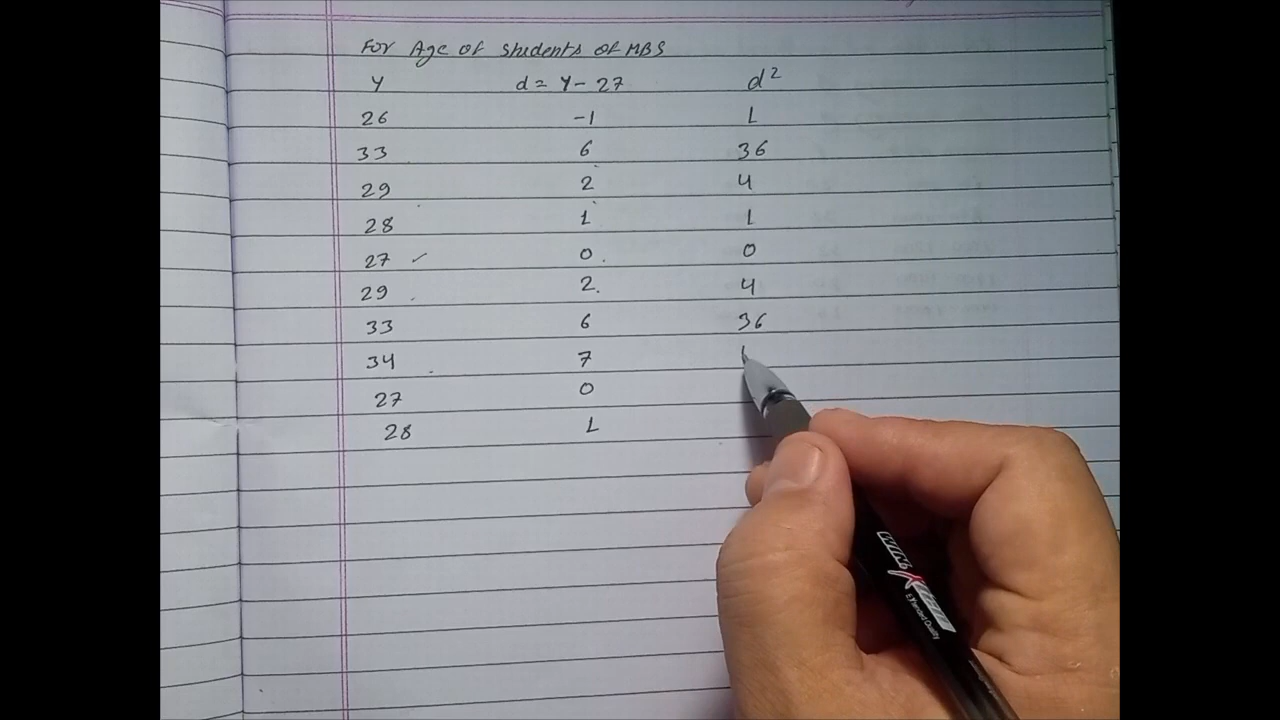 For Age of students of MBS
Y d = Y - 27 d²
26 -1 1
33 6 36
29 2 4
28 1 1
27 ✓ 0 0
29 2 4
33 6 36
34 7
27 0
28 1